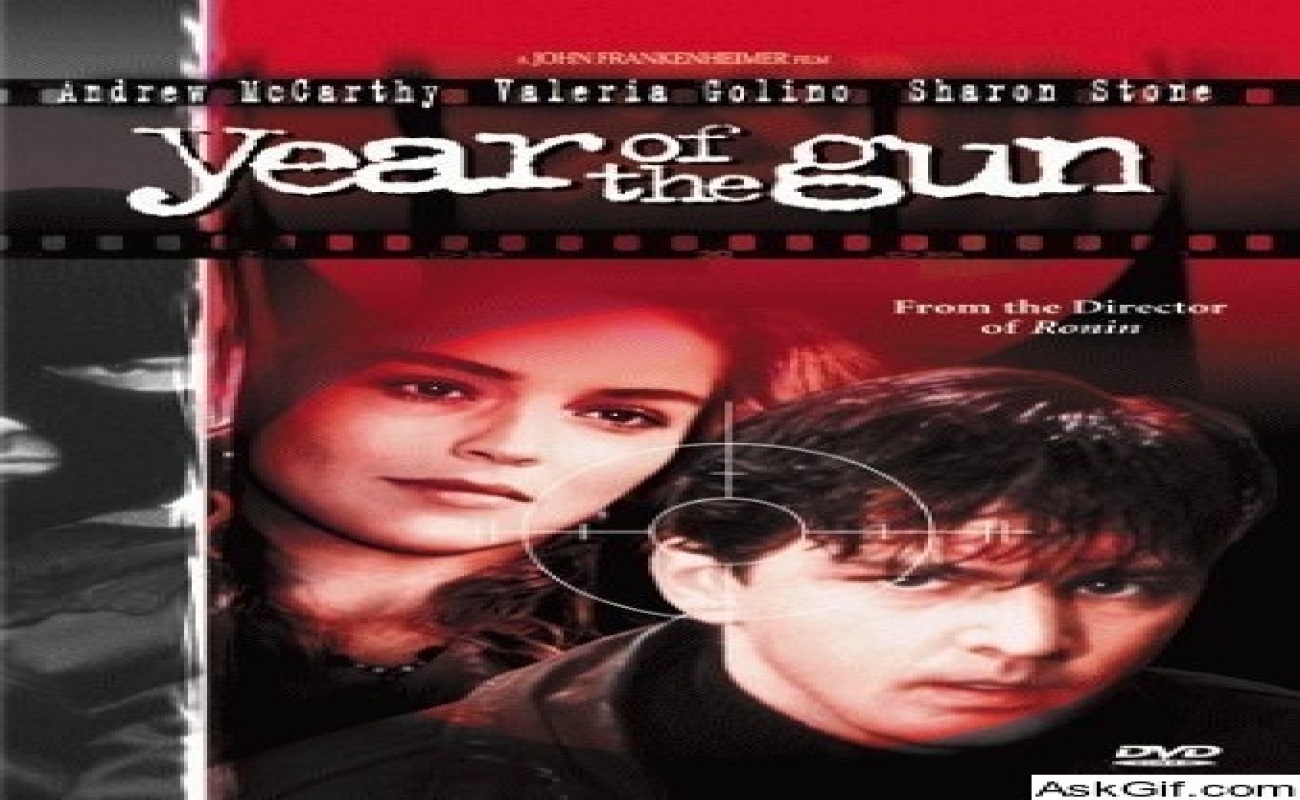 A JOHN FRANKENHEIMER FILM
Andrew McCarthy Valeria Golino Sharon Stone
year of the gun
From the Director
of Ronin
DVD
AskGif.com